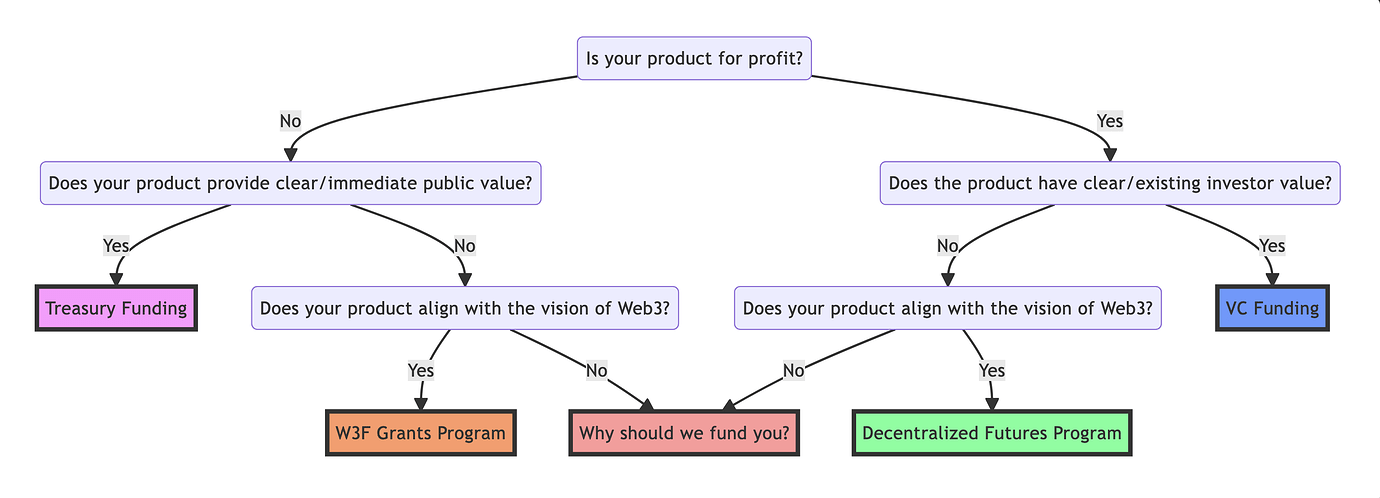 Is your product for profit?
No
Yes
Does your product provide clear/immediate public value?
Does the product have clear/existing investor value?
Yes
No
No
Yes
Treasury Funding
Does your product align with the vision of Web3?
Does your product align with the vision of Web3?
VC Funding
Yes
No
No
Yes
W3F Grants Program
Why should we fund you?
Decentralized Futures Program